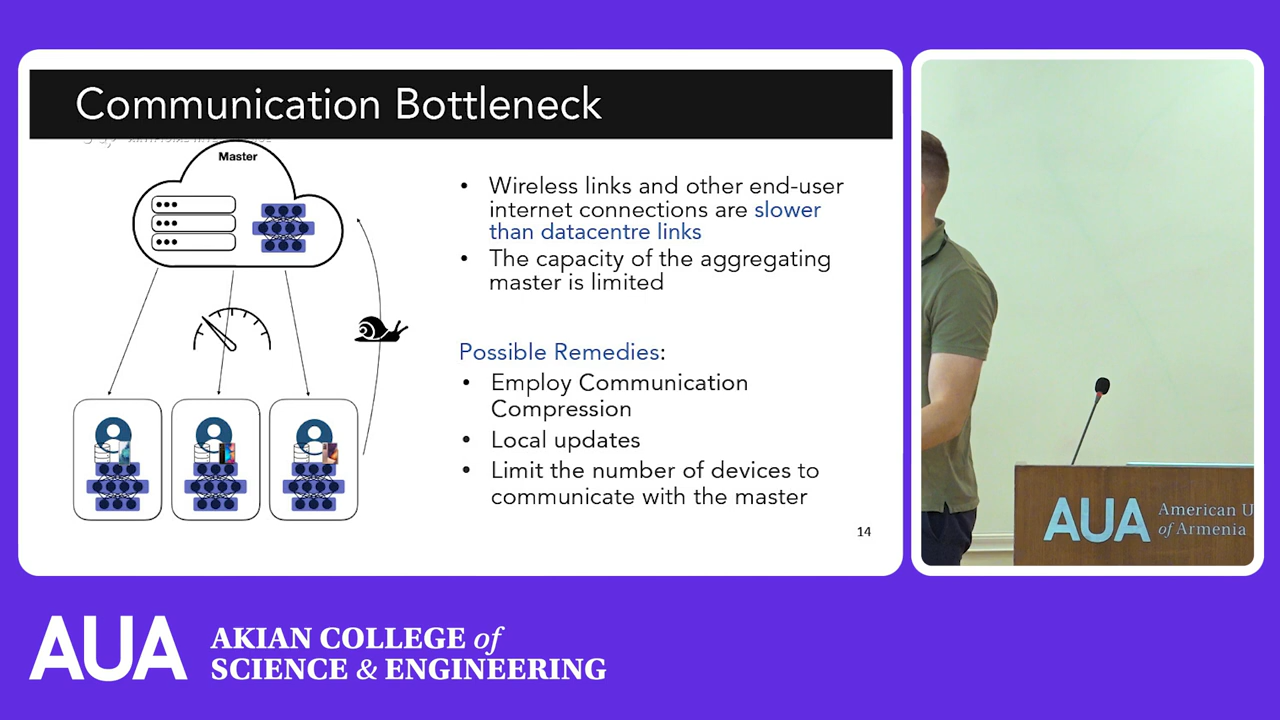 Communication Bottleneck
Master
• Wireless links and other end-user
internet connections are slower
than datacentre links
• The capacity of the aggregating
master is limited
Possible Remedies:
• Employ Communication
Compression
• Local updates
• Limit the number of devices to
communicate with the master
14
AUA
American U
of Armenia
AUA
AKIAN COLLEGE of
SCIENCE & ENGINEERING